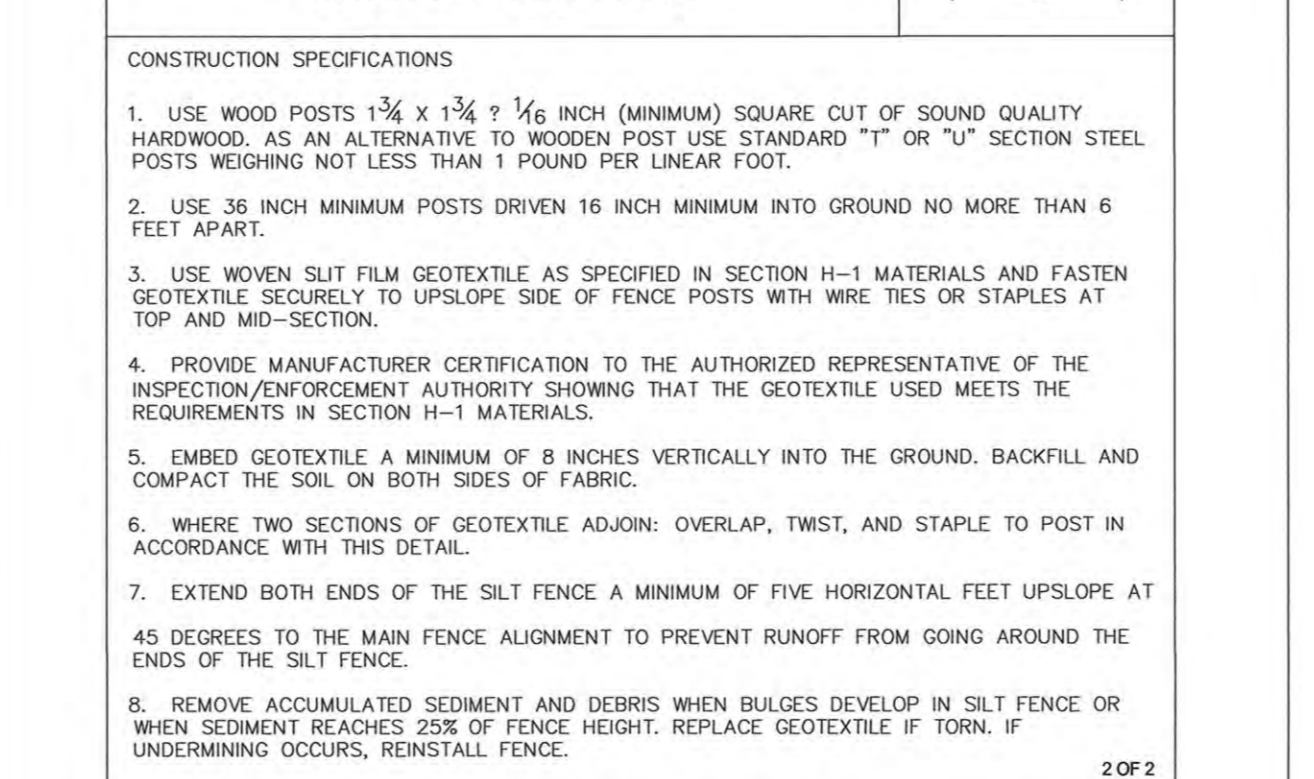 CONSTRUCTION SPECIFICATIONS
1. USE WOOD POSTS 1¾ X 1¾ ? 1/16 INCH (MINIMUM) SQUARE CUT OF SOUND QUALITY
HARDWOOD. AS AN ALTERNATIVE TO WOODEN POST USE STANDARD "T" OR "U" SECTION STEEL
POSTS WEIGHING NOT LESS THAN 1 POUND PER LINEAR FOOT.
2. USE 36 INCH MINIMUM POSTS DRIVEN 16 INCH MINIMUM INTO GROUND NO MORE THAN 6
FEET APART.
3. USE WOVEN SLIT FILM GEOTEXTILE AS SPECIFIED IN SECTION H-1 MATERIALS AND FASTEN
GEOTEXTILE SECURELY TO UPSLOPE SIDE OF FENCE POSTS WITH WIRE TIES OR STAPLES AT
TOP AND MID-SECTION.
4. PROVIDE MANUFACTURER CERTIFICATION TO THE AUTHORIZED REPRESENTATIVE OF THE
INSPECTION/ENFORCEMENT AUTHORITY SHOWING THAT THE GEOTEXTILE USED MEETS THE
REQUIREMENTS IN SECTION H-1 MATERIALS.
5. EMBED GEOTEXTILE A MINIMUM OF 8 INCHES VERTICALLY INTO THE GROUND. BACKFILL AND
COMPACT THE SOIL ON BOTH SIDES OF FABRIC.
6. WHERE TWO SECTIONS OF GEOTEXTILE ADJOIN: OVERLAP, TWIST, AND STAPLE TO POST IN
ACCORDANCE WITH THIS DETAIL.
7. EXTEND BOTH ENDS OF THE SILT FENCE A MINIMUM OF FIVE HORIZONTAL FEET UPSLOPE AT
45 DEGREES TO THE MAIN FENCE ALIGNMENT TO PREVENT RUNOFF FROM GOING AROUND THE
ENDS OF THE SILT FENCE.
8. REMOVE ACCUMULATED SEDIMENT AND DEBRIS WHEN BULGES DEVELOP IN SILT FENCE OR
WHEN SEDIMENT REACHES 25% OF FENCE HEIGHT. REPLACE GEOTEXTILE IF TORN. IF
UNDERMINING OCCURS, REINSTALL FENCE.
2 OF 2